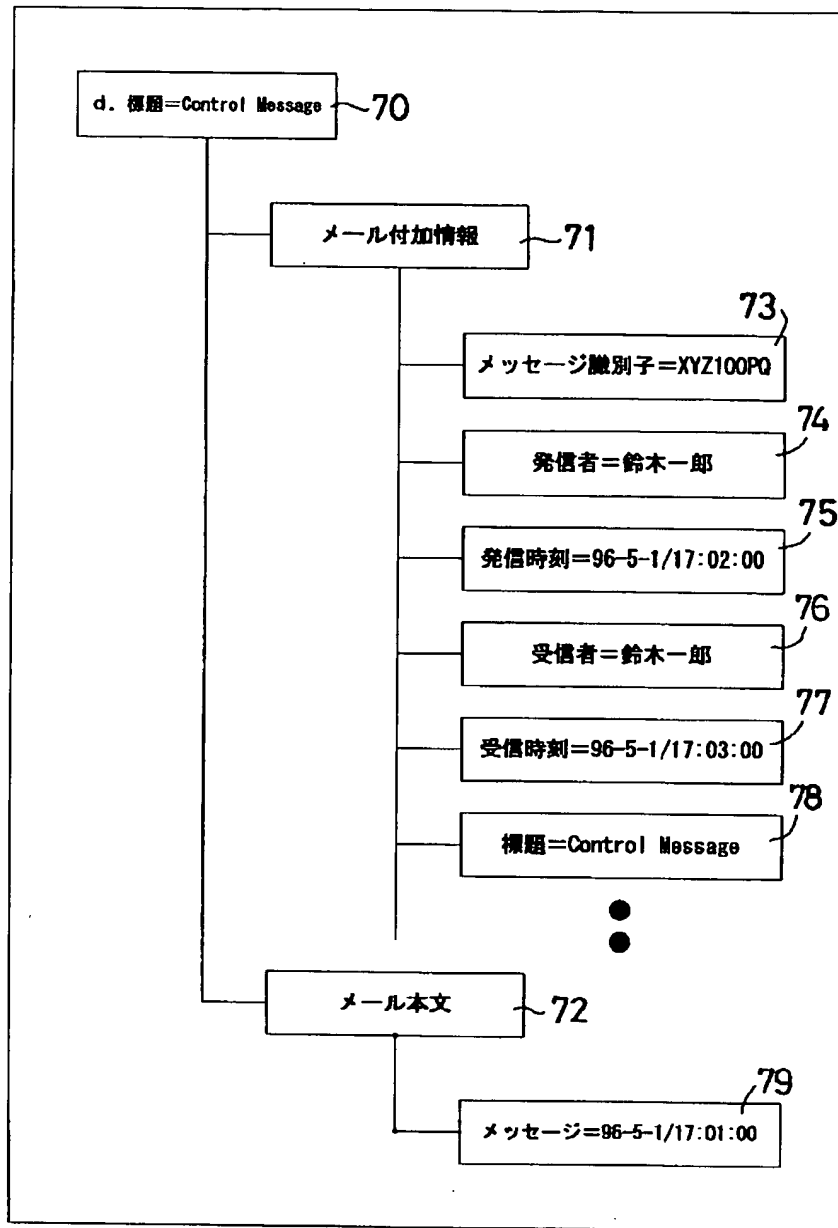 d．標題＝Control Message
70
メール付加情報
71
73
メッセージ識別子＝XYZ100PQ
74
発信者＝鈴木一郎
75
発信時刻＝96-5-1/17:02:00
76
受信者＝鈴木一郎
77
受信時刻＝96-5-1/17:03:00
78
標題＝Control Message
メール本文
72
79
メッセージ＝96-5-1/17:01:00